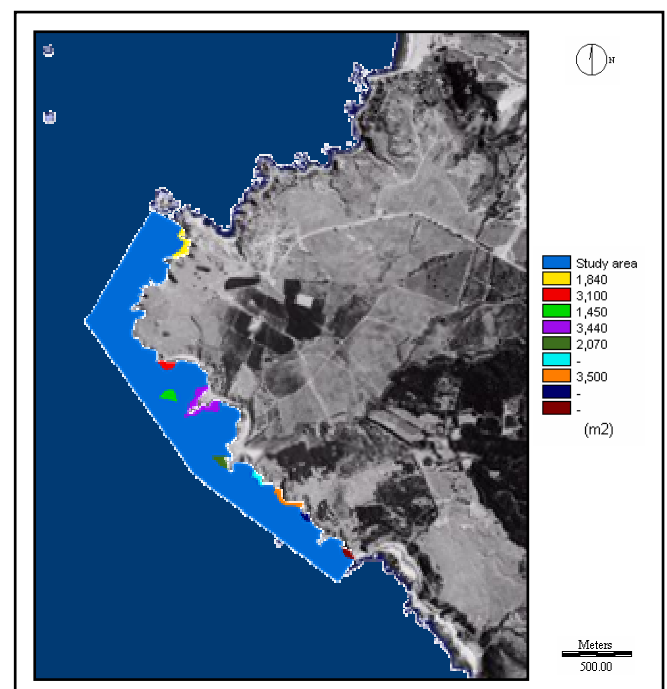 N
Study area
1,840
3,100
1,450
3,440
2,070
-
3,500
-
-
(m2)
Meters
500.00